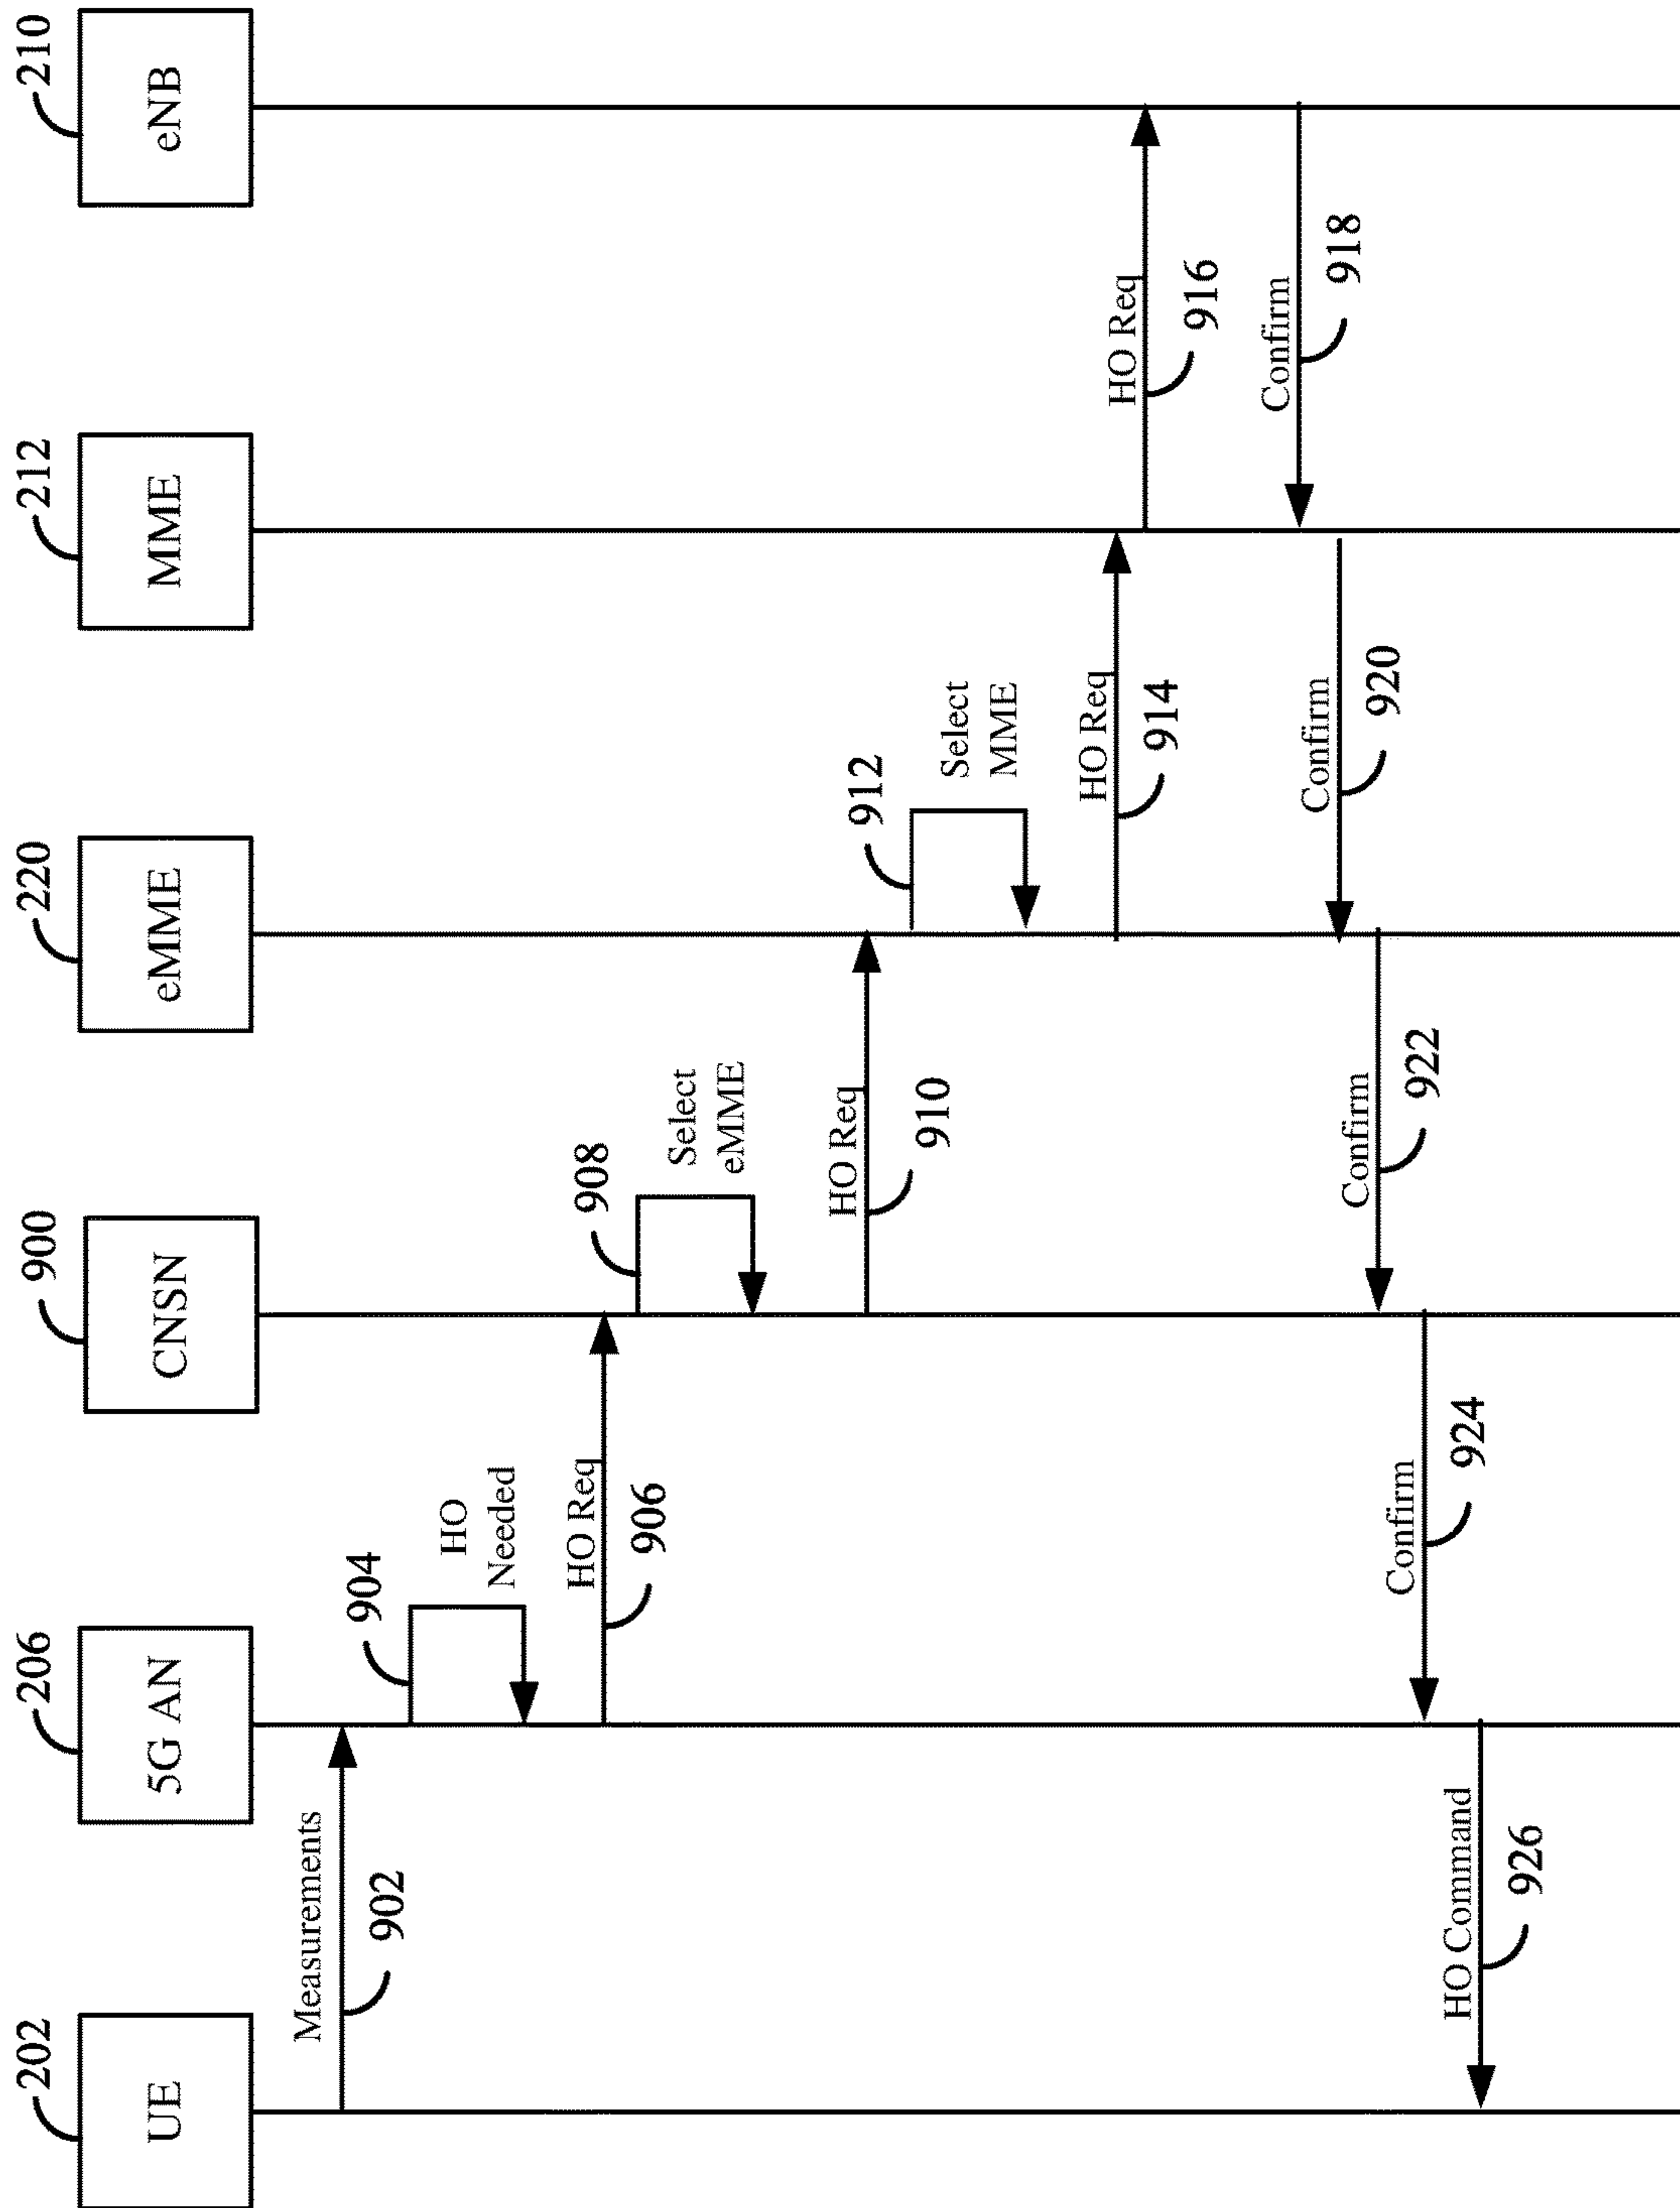 202
UE
206
5G AN
900
CNSN
220
eMME
212
MME
210
eNB
Measurements
902
904
HO
Needed
HO Req
906
908
Select
eMME
HO Req
910
912
Select
MME
HO Req
914
HO Req
916
Confirm
918
Confirm
920
Confirm
922
Confirm
924
HO Command
926